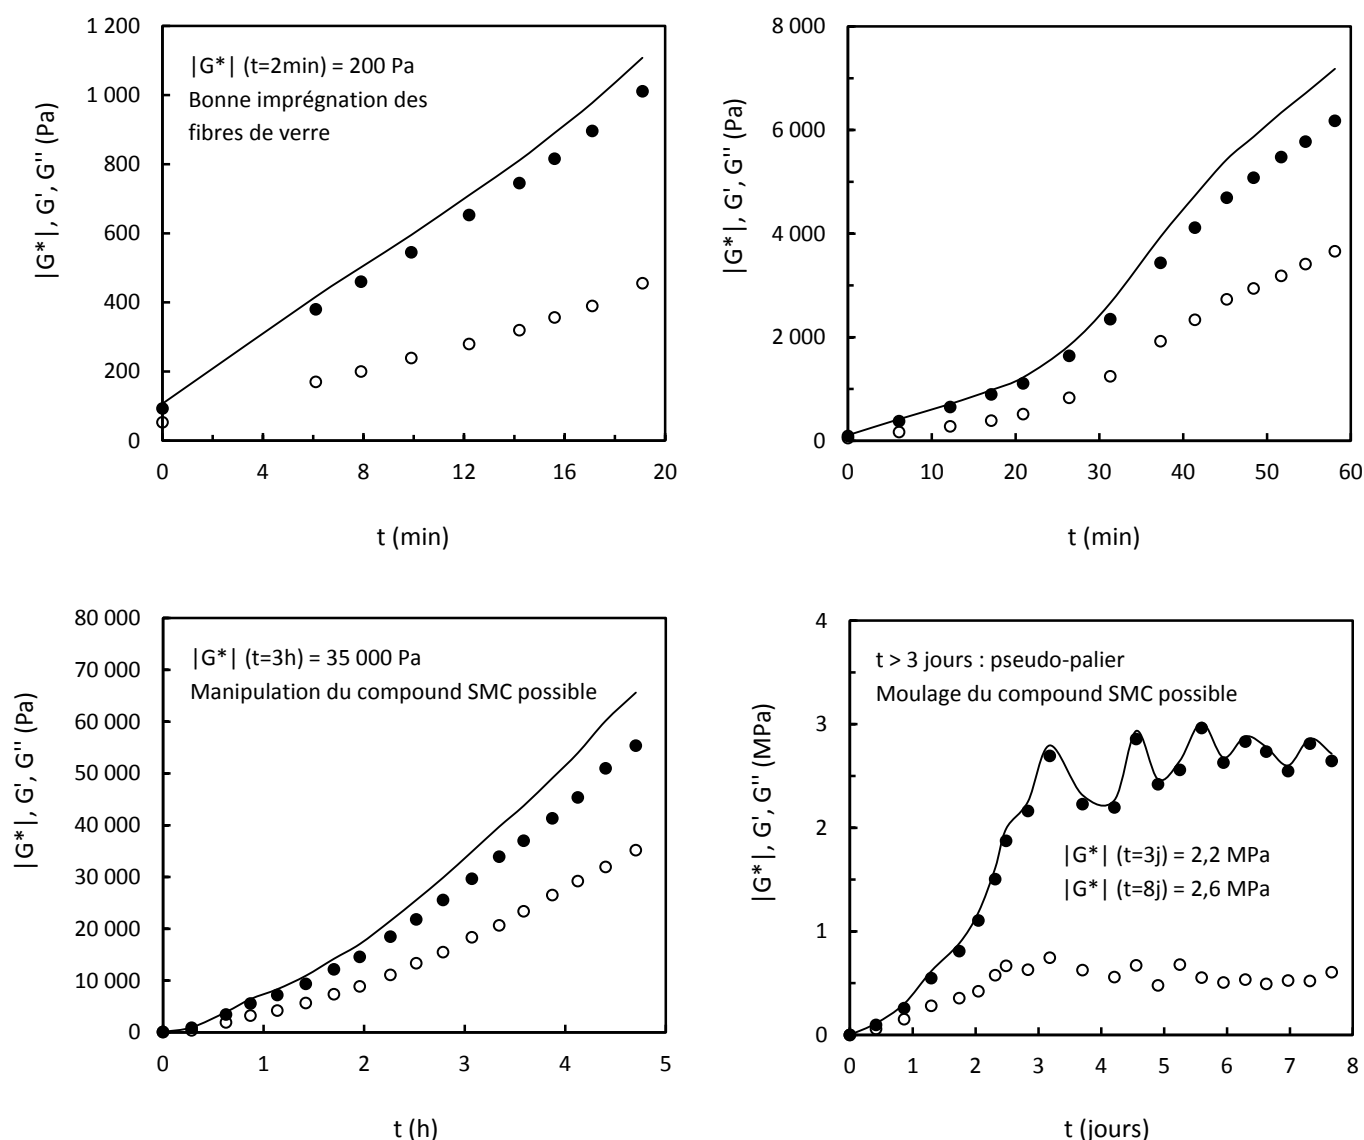 |G*|, G', G'' (Pa)
1 200
1 000
800
600
400
200
0
|G*| (t=2min) = 200 Pa
Bonne imprégnation des
fibres de verre
0 4 8 12 16 20
t (min)
|G*|, G', G'' (Pa)
8 000
6 000
4 000
2 000
0
0 10 20 30 40 50 60
t (min)
|G*|, G', G'' (Pa)
80 000
70 000
60 000
50 000
40 000
30 000
20 000
10 000
0
|G*| (t=3h) = 35 000 Pa
Manipulation du compound SMC possible
0 1 2 3 4 5
t (h)
|G*|, G', G'' (MPa)
4
3
2
1
0
t > 3 jours : pseudo-palier
Moulage du compound SMC possible
|G*| (t=3j) = 2,2 MPa
|G*| (t=8j) = 2,6 MPa
0 1 2 3 4 5 6 7 8
t (jours)